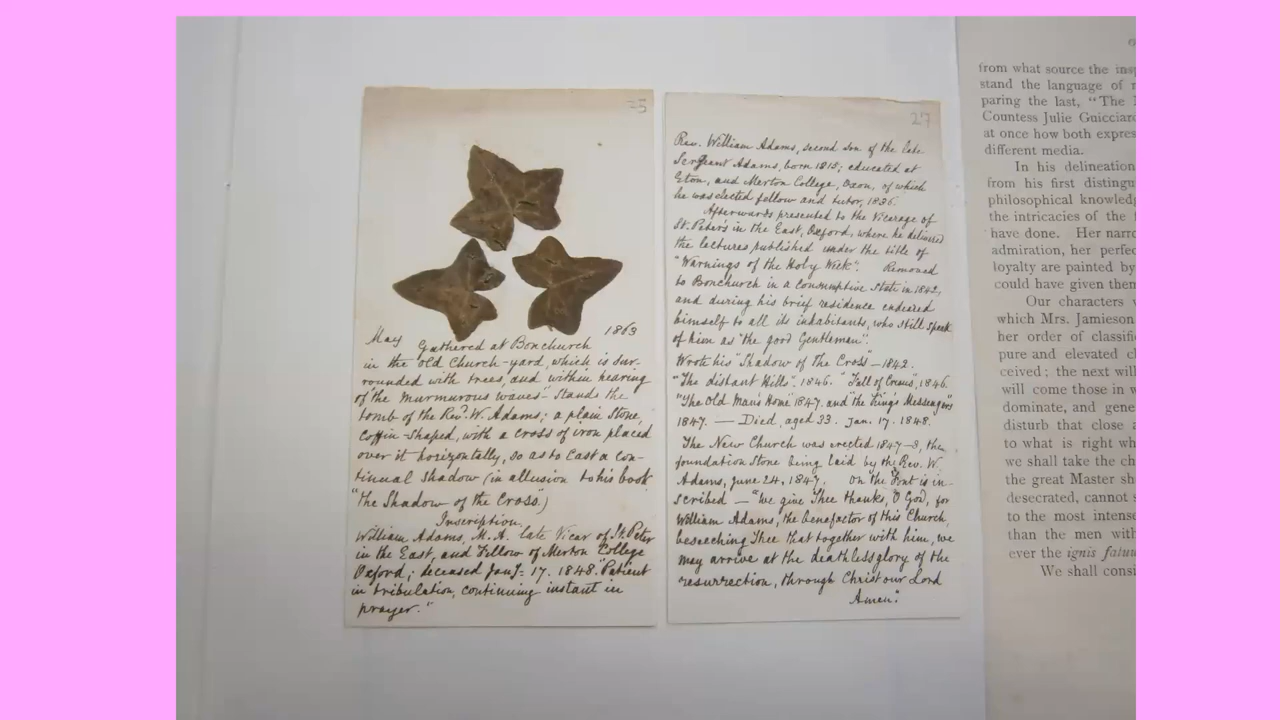 25
May Gathered at Bonchurch 1863
in the old Church-yard, which is sur-
rounded with trees, and within hearing
of "the murmurous waves" Stands the
tomb of the Revd. W. Adams; a plain Stone,
Coffin-Shaped, with a cross of iron placed
over it horizontally, so as to Cast a con-
tinual Shadow (in allusion to his book
"The Shadow of the Cross.")
Inscription
William Adams, M.A. late Vicar of St. Peter
in the East, and Fellow of Merton College
Oxford; deceased Jany. 17. 1848. Patient
in tribulation, continuing instant in
prayer."
27
Rev. William Adams, second son of the late
Sergeant Adams, born 1815; educated at
Eton, and Merton College, Oxon, of which
he was elected fellow and tutor, 1836.
Afterwards presented to the Vicarage of
St. Peter's in the East, Oxford, where he delivered
the lectures published under the title of
"Warnings of the Holy Week". Removed
to Bonchurch in a consumptive State in 1842,
and during his brief residence endeared
himself to all its inhabitants, who still speak
of him as "the good Gentleman".
Wrote his "Shadow of the Cross" — 1842.
"The distant Hills". 1846. "Fall of Croesus", 1846.
"The Old Man's Home" 1847. and "the King's Messengers"
1847. — Died, aged 33. Jan. 17. 1848.
The New Church was erected 1847-8, the
foundation Stone being laid by the Rev. W.
Adams, June 24, 1847. On the Font is in-
scribed — "We give Thee thanks, O God, for
William Adams, the benefactor of this Church,
beseeching Thee that together with him, we
may arrive at the deathless glory of the
resurrection, through Christ our Lord
Amen".
from what source the
stand the language of
paring the last, "The
Countess Julie Guicciar
at once how both expres
different media.
In his delineation
from his first distingu
philosophical knowledg
the intricacies of the
have done. Her narr
admiration, her perfec
loyalty are painted by
could have given them
Our characters
which Mrs. Jamieson
her order of classifi
pure and elevated
ceived; the next will
will come those in
dominate, and gene
disturb that close
to what is right wh
we shall take the ch
the great Master sh
desecrated, cannot
to the most intense
than the men with
ever the ignis fatuu
We shall consi